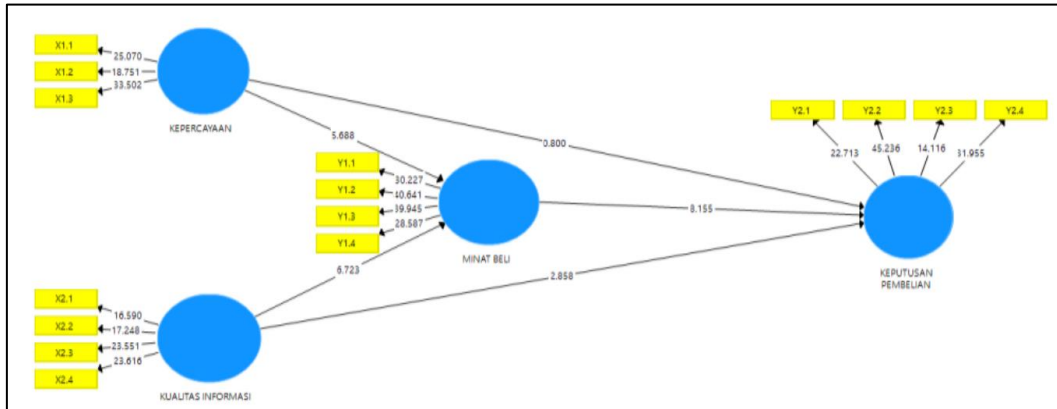 X1.1
X1.2
X1.3
25.070
18.751
33.502
KEPERCAYAAN
5.688
0.800
Y1.1
Y1.2
Y1.3
Y1.4
30.227
40.641
39.945
28.587
MINAT BELI
8.155
6.723
2.858
X2.1
X2.2
X2.3
X2.4
16.590
17.248
23.551
23.616
KUALITAS INFORMASI
Y2.1 Y2.2 Y2.3 Y2.4
22.713 45.236 14.116 31.955
KEPUTUSAN
PEMBELIAN